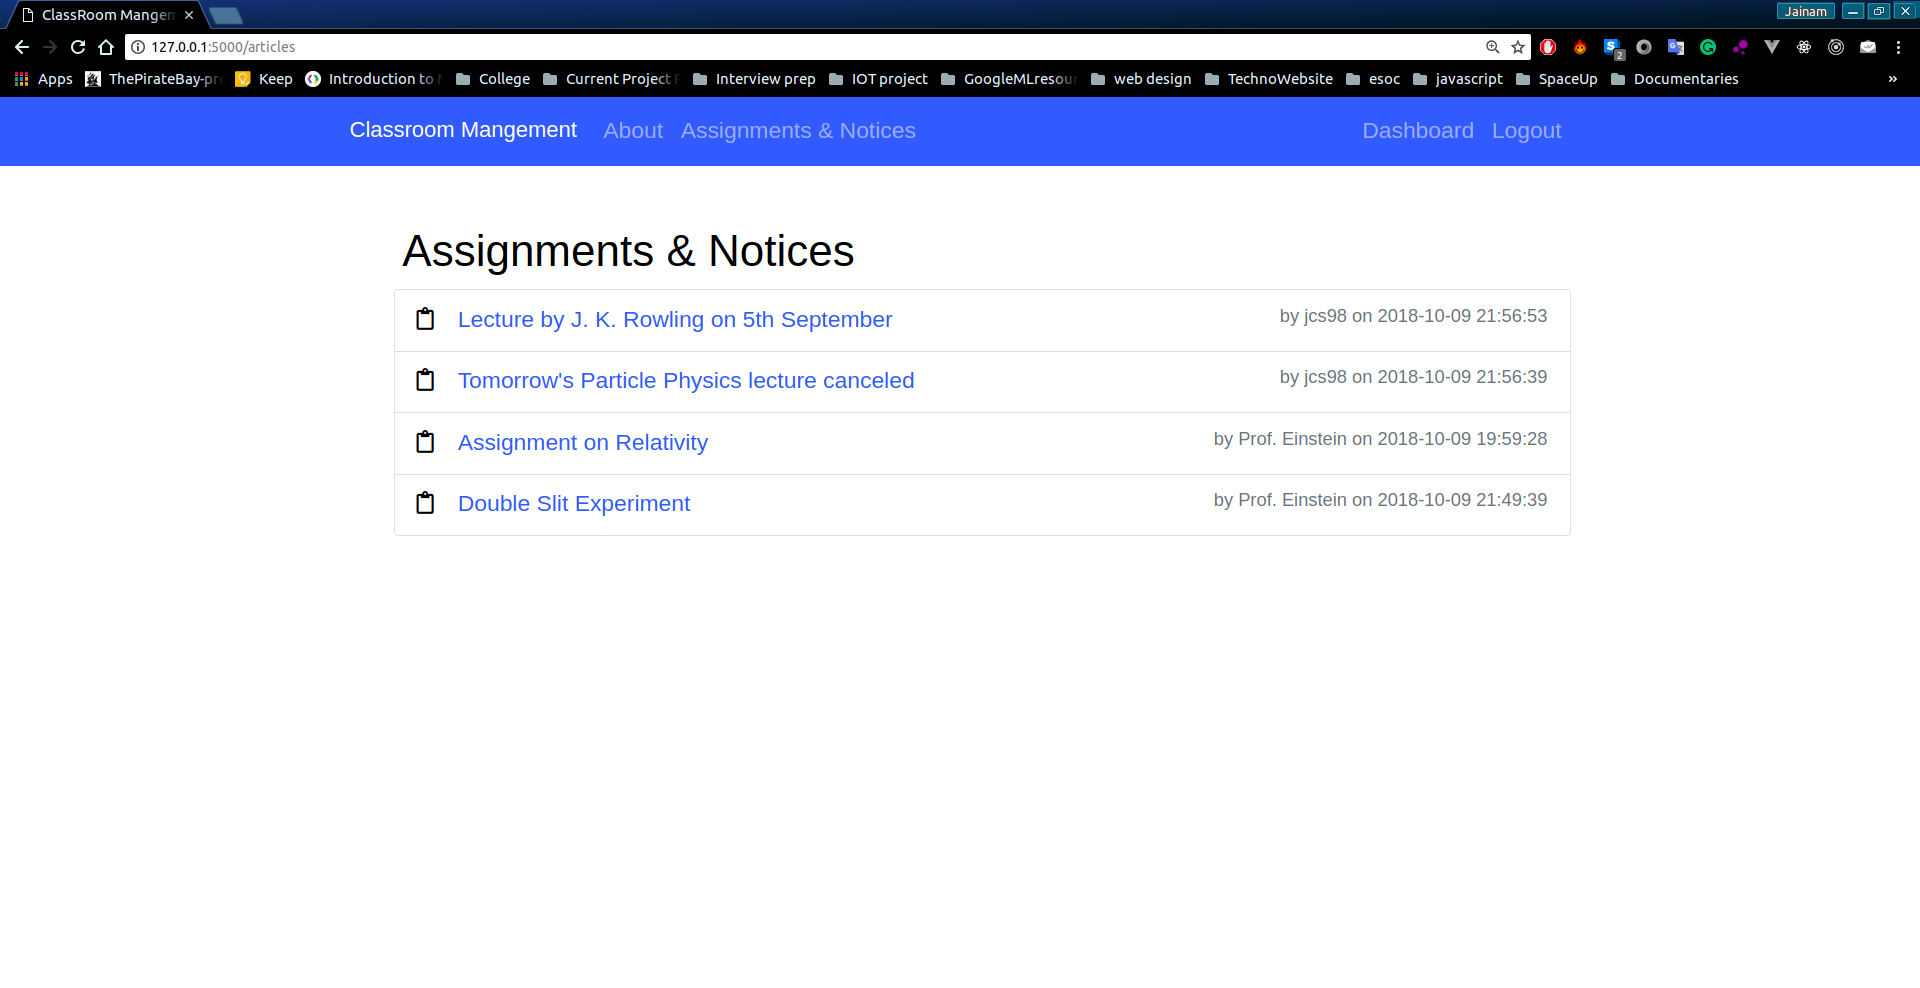 ClassRoom Mangem
Jainam
127.0.0.1:5000/articles
2
Apps ThePirateBay-pr Keep Introduction to College Current Project Interview prep IOT project GoogleMLresour web design TechnoWebsite esoc javascript SpaceUp Documentaries »
Classroom Mangement About Assignments & Notices Dashboard Logout
Assignments & Notices
Lecture by J. K. Rowling on 5th September by jcs98 on 2018-10-09 21:56:53
Tomorrow's Particle Physics lecture canceled by jcs98 on 2018-10-09 21:56:39
Assignment on Relativity by Prof. Einstein on 2018-10-09 19:59:28
Double Slit Experiment by Prof. Einstein on 2018-10-09 21:49:39